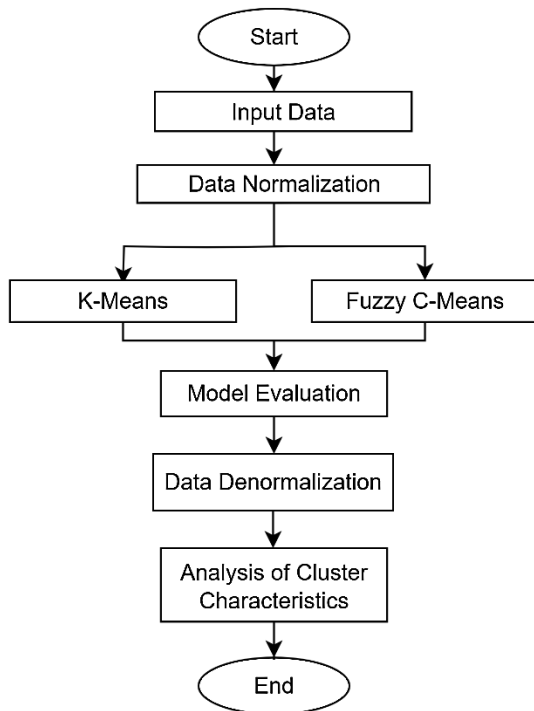 Start
Input Data
Data Normalization
K-Means
Fuzzy C-Means
Model Evaluation
Data Denormalization
Analysis of Cluster
Characteristics
End